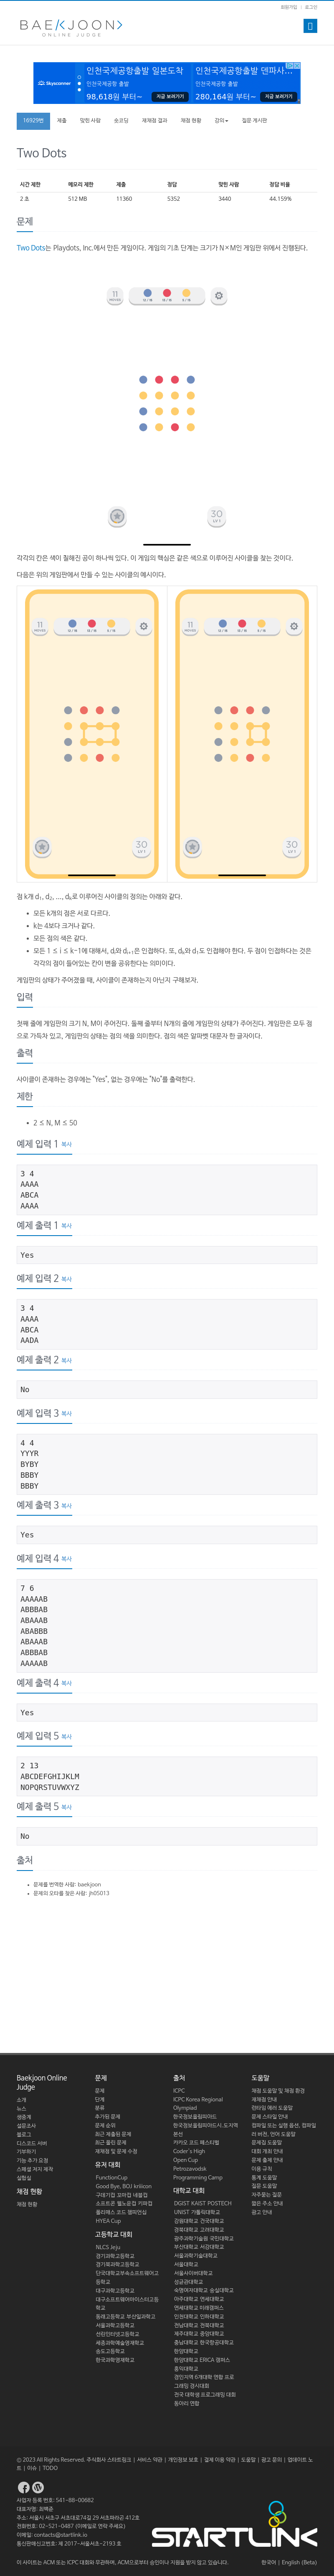 회원가입 | 로그인
BAEKJOON>
ONLINE JUDGE
Skyscanner
인천국제공항출발 일본도착
인천국제공항 출발
98,618원 부터~
지금 보러가기
인천국제공항출발 덴파사...
인천국제공항 출발
280,164원 부터~
지금 보러가기
16929번 제출 맞힌 사람 숏코딩 재채점 결과 채점 현황 강의 질문 게시판
Two Dots
시간 제한 메모리 제한 제출 정답 맞힌 사람 정답 비율
2 초 512 MB 11360 5352 3440 44.159%
문제
Two Dots는 Playdots, Inc.에서 만든 게임이다. 게임의 기초 단계는 크기가 N×M인 게임판 위에서 진행된다.
11
MOVES
30
LV 1
각각의 칸은 색이 칠해진 공이 하나씩 있다. 이 게임의 핵심은 같은 색으로 이루어진 사이클을 찾는 것이다.
다음은 위의 게임판에서 만들 수 있는 사이클의 예시이다.
11
MOVES
30
LV 1
11
MOVES
30
LV 1
점 k개 d1, d2, ..., dk로 이루어진 사이클의 정의는 아래와 같다.
모든 k개의 점은 서로 다르다.
k는 4보다 크거나 같다.
모든 점의 색은 같다.
모든 1 ≤ i ≤ k-1에 대해서, di와 di+1은 인접하다. 또, dk와 d1도 인접해야 한다. 두 점이 인접하다는 것은
각각의 점이 들어있는 칸이 변을 공유한다는 의미이다.
게임판의 상태가 주어졌을 때, 사이클이 존재하는지 아닌지 구해보자.
입력
첫째 줄에 게임판의 크기 N, M이 주어진다. 둘째 줄부터 N개의 줄에 게임판의 상태가 주어진다. 게임판은 모두 점
으로 가득차 있고, 게임판의 상태는 점의 색을 의미한다. 점의 색은 알파벳 대문자 한 글자이다.
출력
사이클이 존재하는 경우에는 "Yes", 없는 경우에는 "No"를 출력한다.
제한
2 ≤ N, M ≤ 50
예제 입력 1 복사
3 4
AAAA
ABCA
AAAA
예제 출력 1 복사
Yes
예제 입력 2 복사
3 4
AAAA
ABCA
AADA
예제 출력 2 복사
No
예제 입력 3 복사
4 4
YYYR
BYBY
BBBY
BBBY
예제 출력 3 복사
Yes
예제 입력 4 복사
7 6
AAAAAB
ABBBAB
ABAAAB
ABABBB
ABAAAB
ABBBAB
AAAAAB
예제 출력 4 복사
Yes
예제 입력 5 복사
2 13
ABCDEFGHIJKLM
NOPQRSTUVWXYZ
예제 출력 5 복사
No
출처
문제를 번역한 사람: baekjoon
문제의 오타를 찾은 사람: jh05013
Baekjoon Online
Judge
소개
뉴스
생중계
설문조사
블로그
디스코드 서버
기부하기
기능 추가 요청
스페셜 저지 제작
실험실
채점 현황
채점 현황
문제
문제
단계
분류
추가된 문제
문제 순위
최근 제출된 문제
최근 풀린 문제
재채점 및 문제 수정
유저 대회
FunctionCup
Good Bye, BOJ kriiicon
구데기컵 꼬마컵 네블컵
소프트콘 웰노운컵 키파컵
올리메스 코드 챔피언십
HYEA Cup
고등학교 대회
NLCS Jeju
경기과학고등학교
경기북과학고등학교
단국대학교부속소프트웨어고
등학교
대구과학고등학교
대구소프트웨어마이스터고등
학교
동래고등학교 부산일과학고
서울과학고등학교
선린인터넷고등학교
세종과학예술영재학교
송도고등학교
한국과학영재학교
출처
ICPC
ICPC Korea Regional
Olympiad
한국정보올림피아드
한국정보올림피아드시.도지역
본선
카카오 코드 페스티벌
Coder's High
Open Cup
Petrozavodsk
Programming Camp
대학교 대회
DGIST KAIST POSTECH
UNIST 가톨릭대학교
강원대학교 건국대학교
경북대학교 고려대학교
광주과학기술원 국민대학교
부산대학교 서강대학교
서울과학기술대학교
서울대학교
서울사이버대학교
성균관대학교
숙명여자대학교 숭실대학교
아주대학교 연세대학교
연세대학교 미래캠퍼스
인천대학교 인하대학교
전남대학교 전북대학교
제주대학교 중앙대학교
충남대학교 한국항공대학교
한양대학교
한양대학교 ERICA 캠퍼스
홍익대학교
경인지역 6개대학 연합 프로
그래밍 경시대회
전국 대학생 프로그래밍 대회
동아리 연합
도움말
채점 도움말 및 채점 환경
재채점 안내
런타임 에러 도움말
문제 스타일 안내
컴파일 또는 실행 옵션, 컴파일
러 버전, 언어 도움말
문제집 도움말
대회 개최 안내
문제 출제 안내
이용 규칙
통계 도움말
질문 도움말
자주묻는 질문
짧은 주소 안내
광고 안내
© 2023 All Rights Reserved. 주식회사 스타트링크 | 서비스 약관 | 개인정보 보호 | 결제 이용 약관 | 도움말 | 광고 문의 | 업데이트 노
트 | 이슈 | TODO
사업자 등록 번호: 541-88-00682
대표자명: 최백준
주소: 서울시 서초구 서초대로74길 29 서초파라곤 412호
전화번호: 02-521-0487 (이메일로 연락 주세요)
이메일: contacts@startlink.io
통신판매신고번호: 제 2017-서울서초-2193 호
STARTLINK
이 사이트는 ACM 또는 ICPC 대회와 무관하며, ACM으로부터 승인이나 지원을 받지 않고 있습니다.
한국어 | English (Beta)